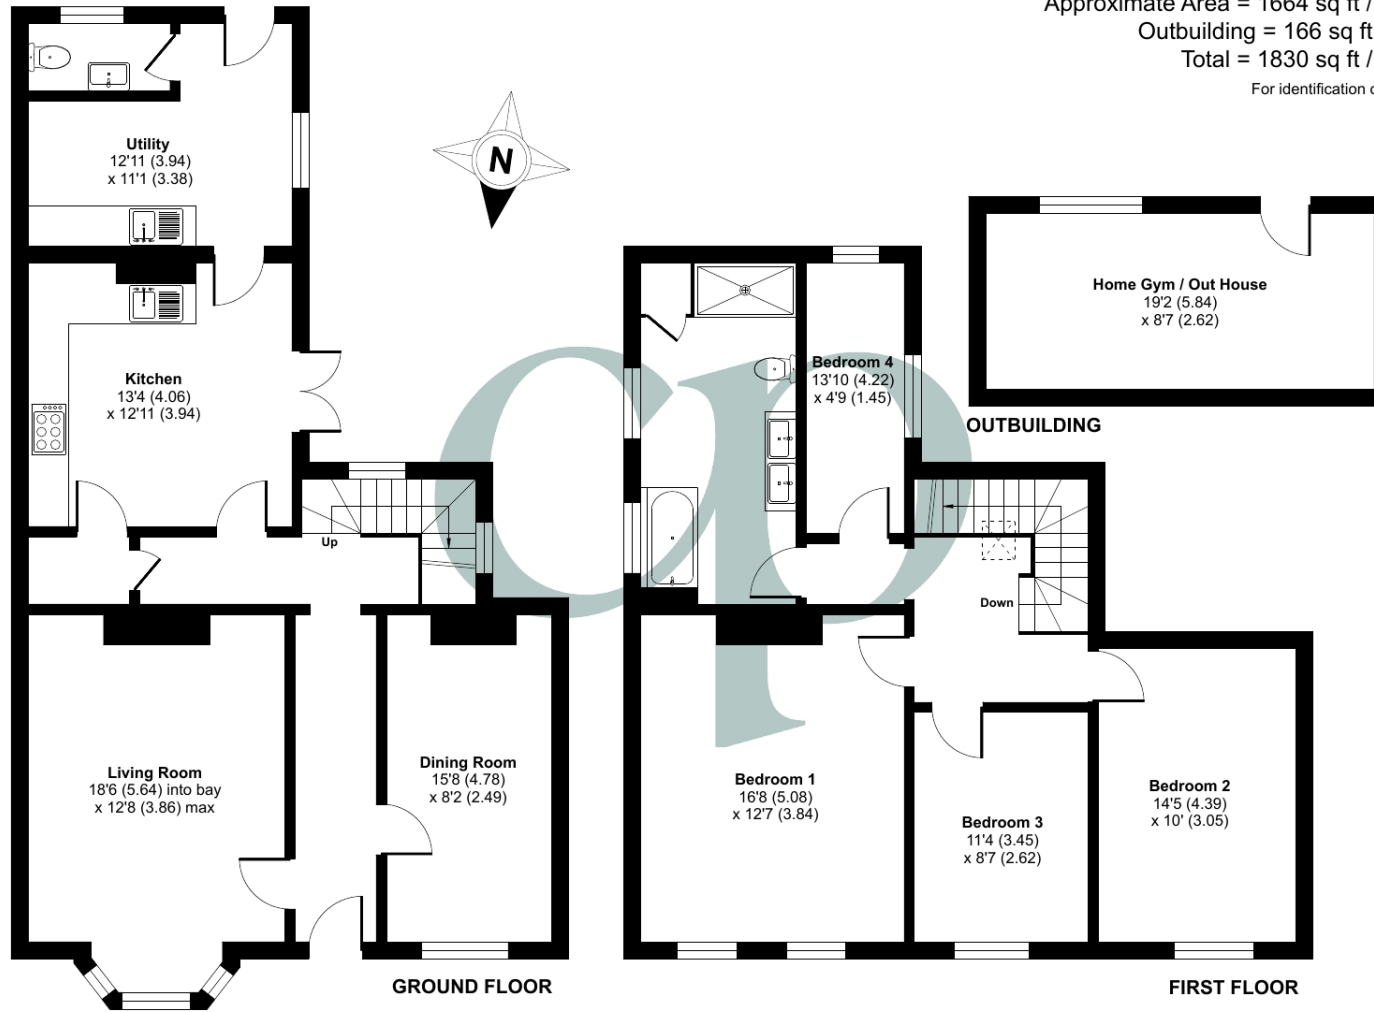 Approximate Area = 1664 sq ft /
Outbuilding = 166 sq ft
Total = 1830 sq ft /
For identification
Utility
12'11 (3.94)
x 11'1 (3.38)
N
Kitchen
13'4 (4.06)
x 12'11 (3.94)
Up
Living Room
18'6 (5.64) into bay
x 12'8 (3.86) max
Dining Room
15'8 (4.78)
x 8'2 (2.49)
GROUND FLOOR
Home Gym / Out House
19'2 (5.84)
x 8'7 (2.62)
OUTBUILDING
Bedroom 4
13'10 (4.22)
x 4'9 (1.45)
Down
Bedroom 1
16'8 (5.08)
x 12'7 (3.84)
Bedroom 3
11'4 (3.45)
x 8'7 (2.62)
Bedroom 2
14'5 (4.39)
x 10' (3.05)
FIRST FLOOR
cp